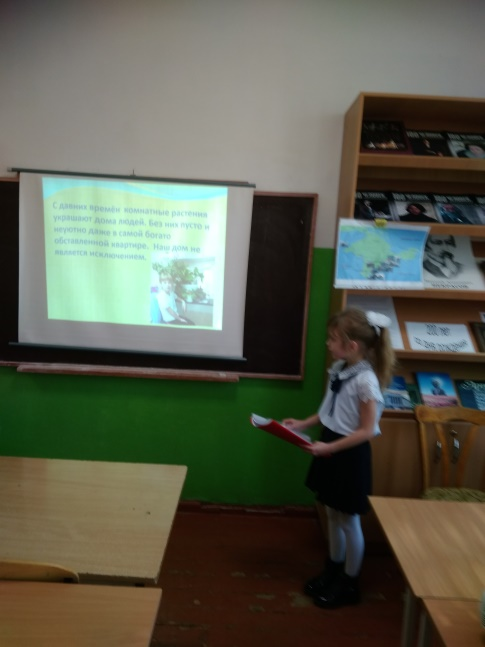 С давних времён комнатные растения
украшают дома людей. Без них пусто и
неуютно даже в самой богато
обставленной квартире. Наш дом не
является исключением.